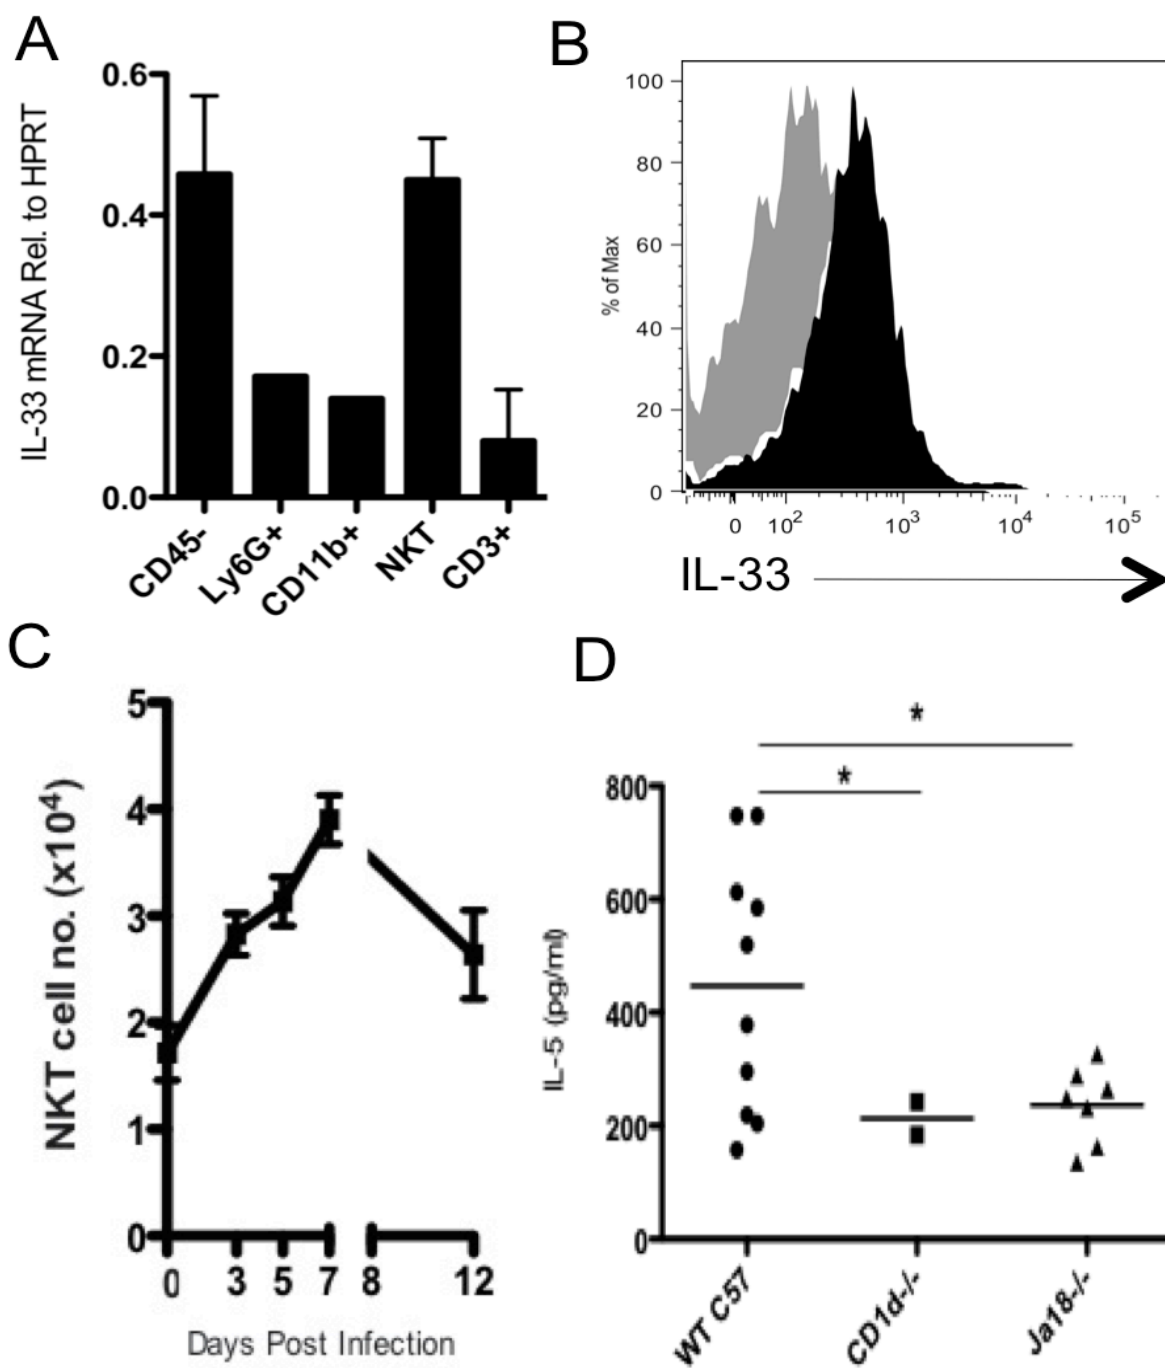 A
IL-33 mRNA Rel. to HPRT
0.6
0.4
0.2
0.0
CD45-
Ly6G+
CD11b+
NKT
CD3+
B
% of Max
100
80
60
40
20
0
0 10² 10³ 10⁴ 10⁵
IL-33
C
NKT cell no. (x10⁴)
5
4
3
2
1
0
0 3 5 7 8 12
Days Post Infection
D
*
*
IL-5 (pg/ml)
800
600
400
200
0
WT C57
CD1d-/-
Ja18-/-